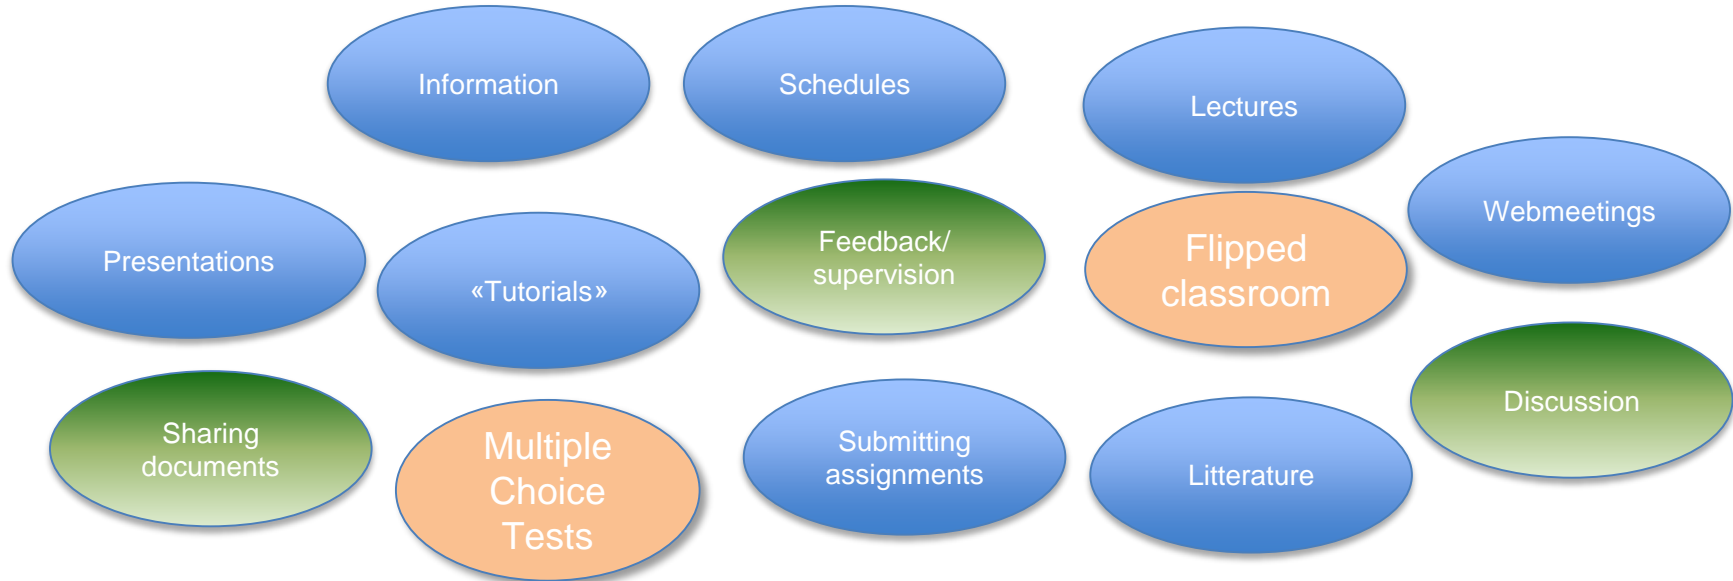 Information
Schedules
Lectures
Webmeetings
Presentations
«Tutorials»
Feedback/
supervision
Flipped
classroom
Sharing
documents
Multiple
Choice
Tests
Submitting
assignments
Litterature
Discussion